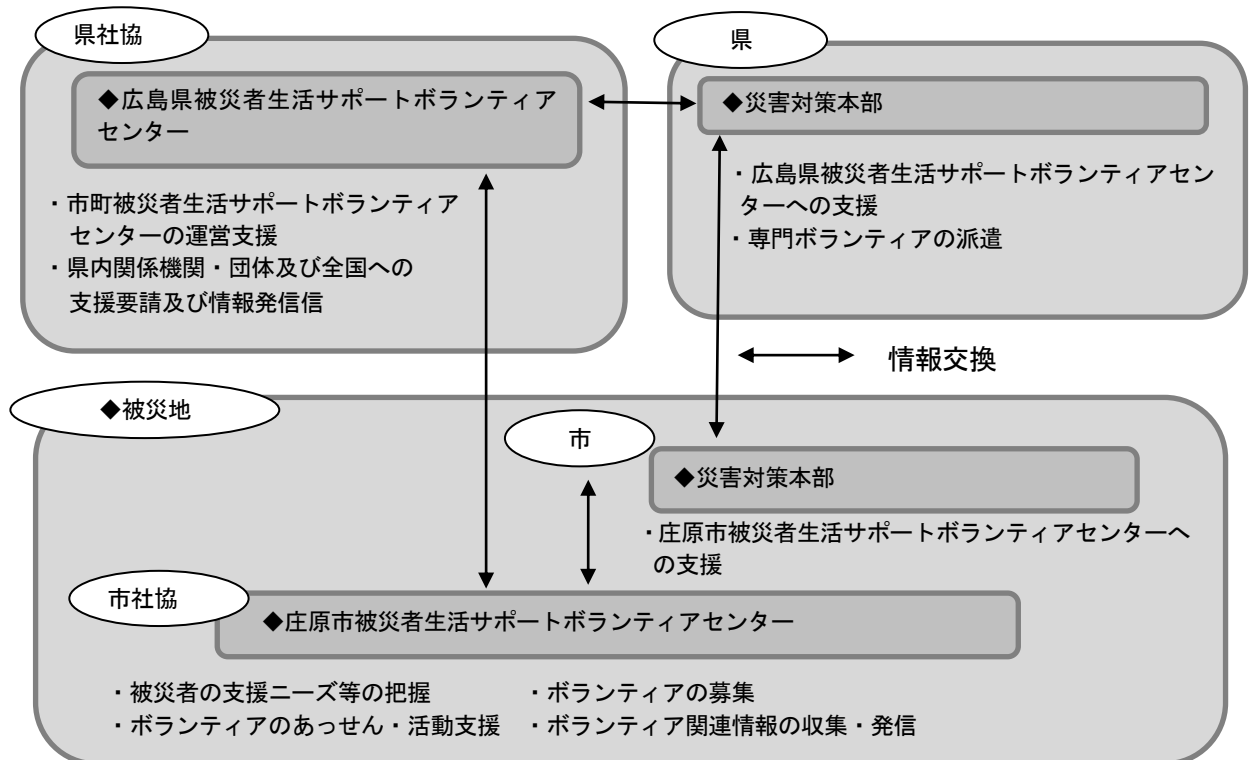 県社協
◆広島県被災者生活サポートボランティア
センター
・市町被災者生活サポートボランティア
センターの運営支援
・県内関係機関・団体及び全国への
支援要請及び情報発信信
県
◆災害対策本部
・広島県被災者生活サポートボランティアセン
ターへの支援
・専門ボランティアの派遣
情報交換
◆被災地
市
◆災害対策本部
・庄原市被災者生活サポートボランティアセンターへ
の支援
市社協
◆庄原市被災者生活サポートボランティアセンター
・被災者の支援ニーズ等の把握 ・ボランティアの募集
・ボランティアのあっせん・活動支援 ・ボランティア関連情報の収集・発信